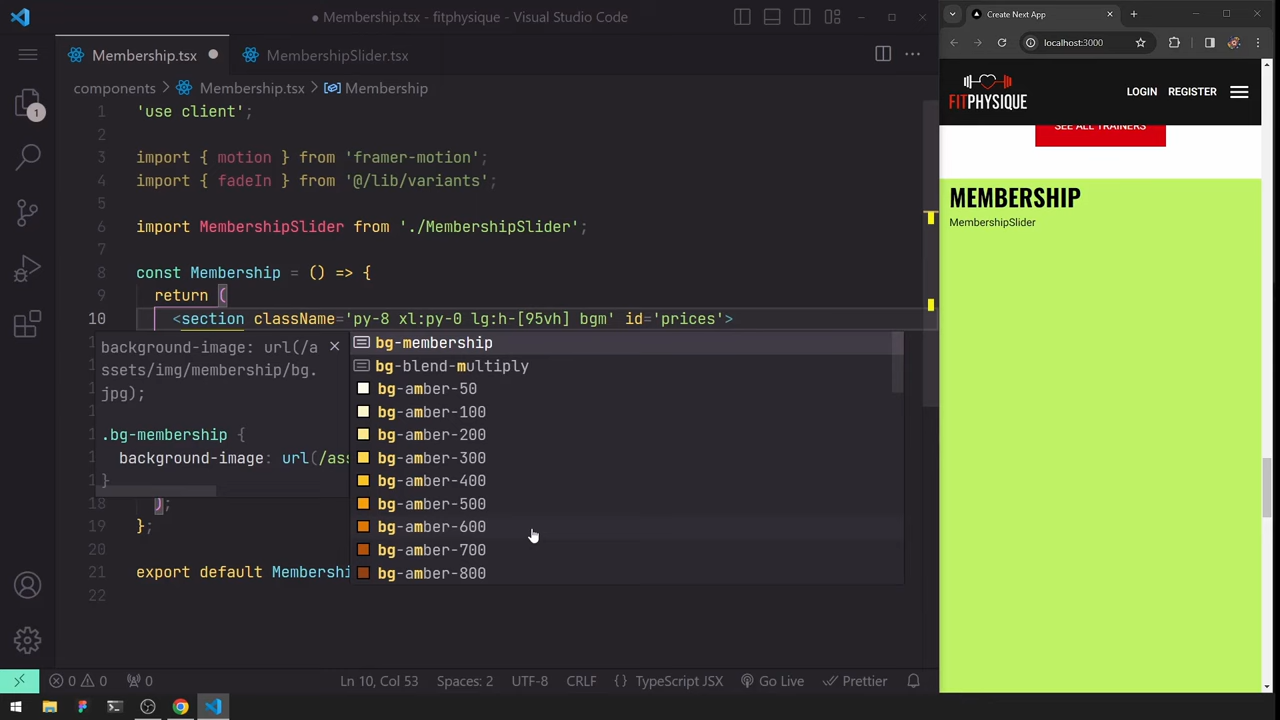 Membership.tsx - fitphysique - Visual Studio Code
Membership.tsx
MembershipSlider.tsx
components > Membership.tsx > Membership
1 'use client';
2
3 import { motion } from 'framer-motion';
4 import { fadeIn } from '@/lib/variants';
5
6 import MembershipSlider from './MembershipSlider';
7
8 const Membership = () => {
9 return (
10 <section className='py-8 xl:py-0 lg:h-[95vh] bgm' id='prices'>
background-image: url(/a
ssets/img/membership/bg.
jpg);
.bg-membership {
background-image: url(/ass
}
bg-membership
bg-blend-multiply
bg-amber-50
bg-amber-100
bg-amber-200
bg-amber-300
bg-amber-400
bg-amber-500
bg-amber-600
bg-amber-700
bg-amber-800
18 );
19 };
20
21 export default Membershi
22
1
0 0
0
Ln 10, Col 53
Spaces: 2
UTF-8
CRLF
{ } TypeScript JSX
Go Live
Prettier
Create Next App
localhost:3000
FITPHYSIQUE
LOGIN
REGISTER
SEE ALL TRAINERS
MEMBERSHIP
MembershipSlider